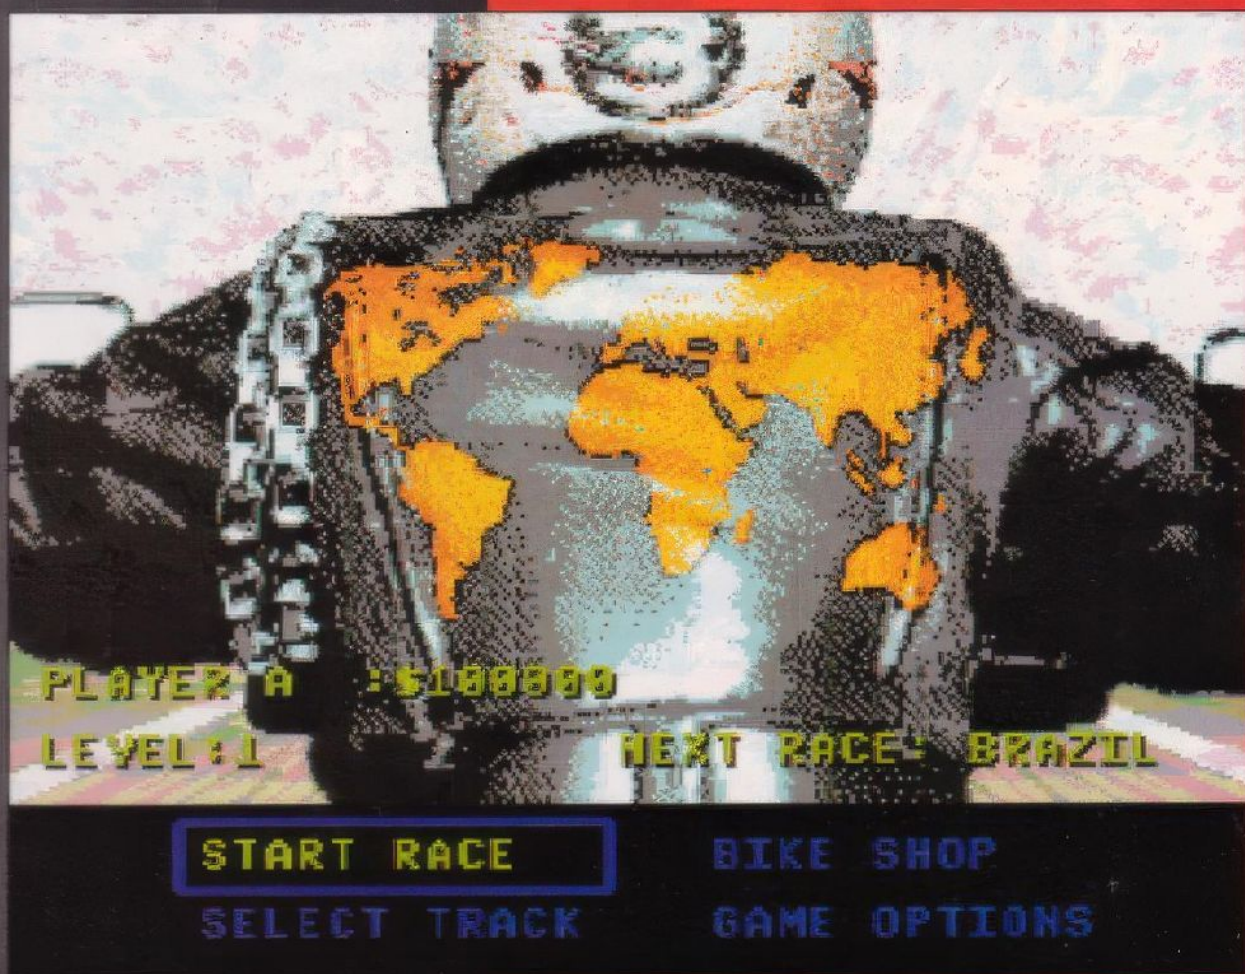 PLAYER A :$100000
LEVEL:1 NEXT RACE: BRAZIL
START RACE BIKE SHOP
SELECT TRACK GAME OPTIONS